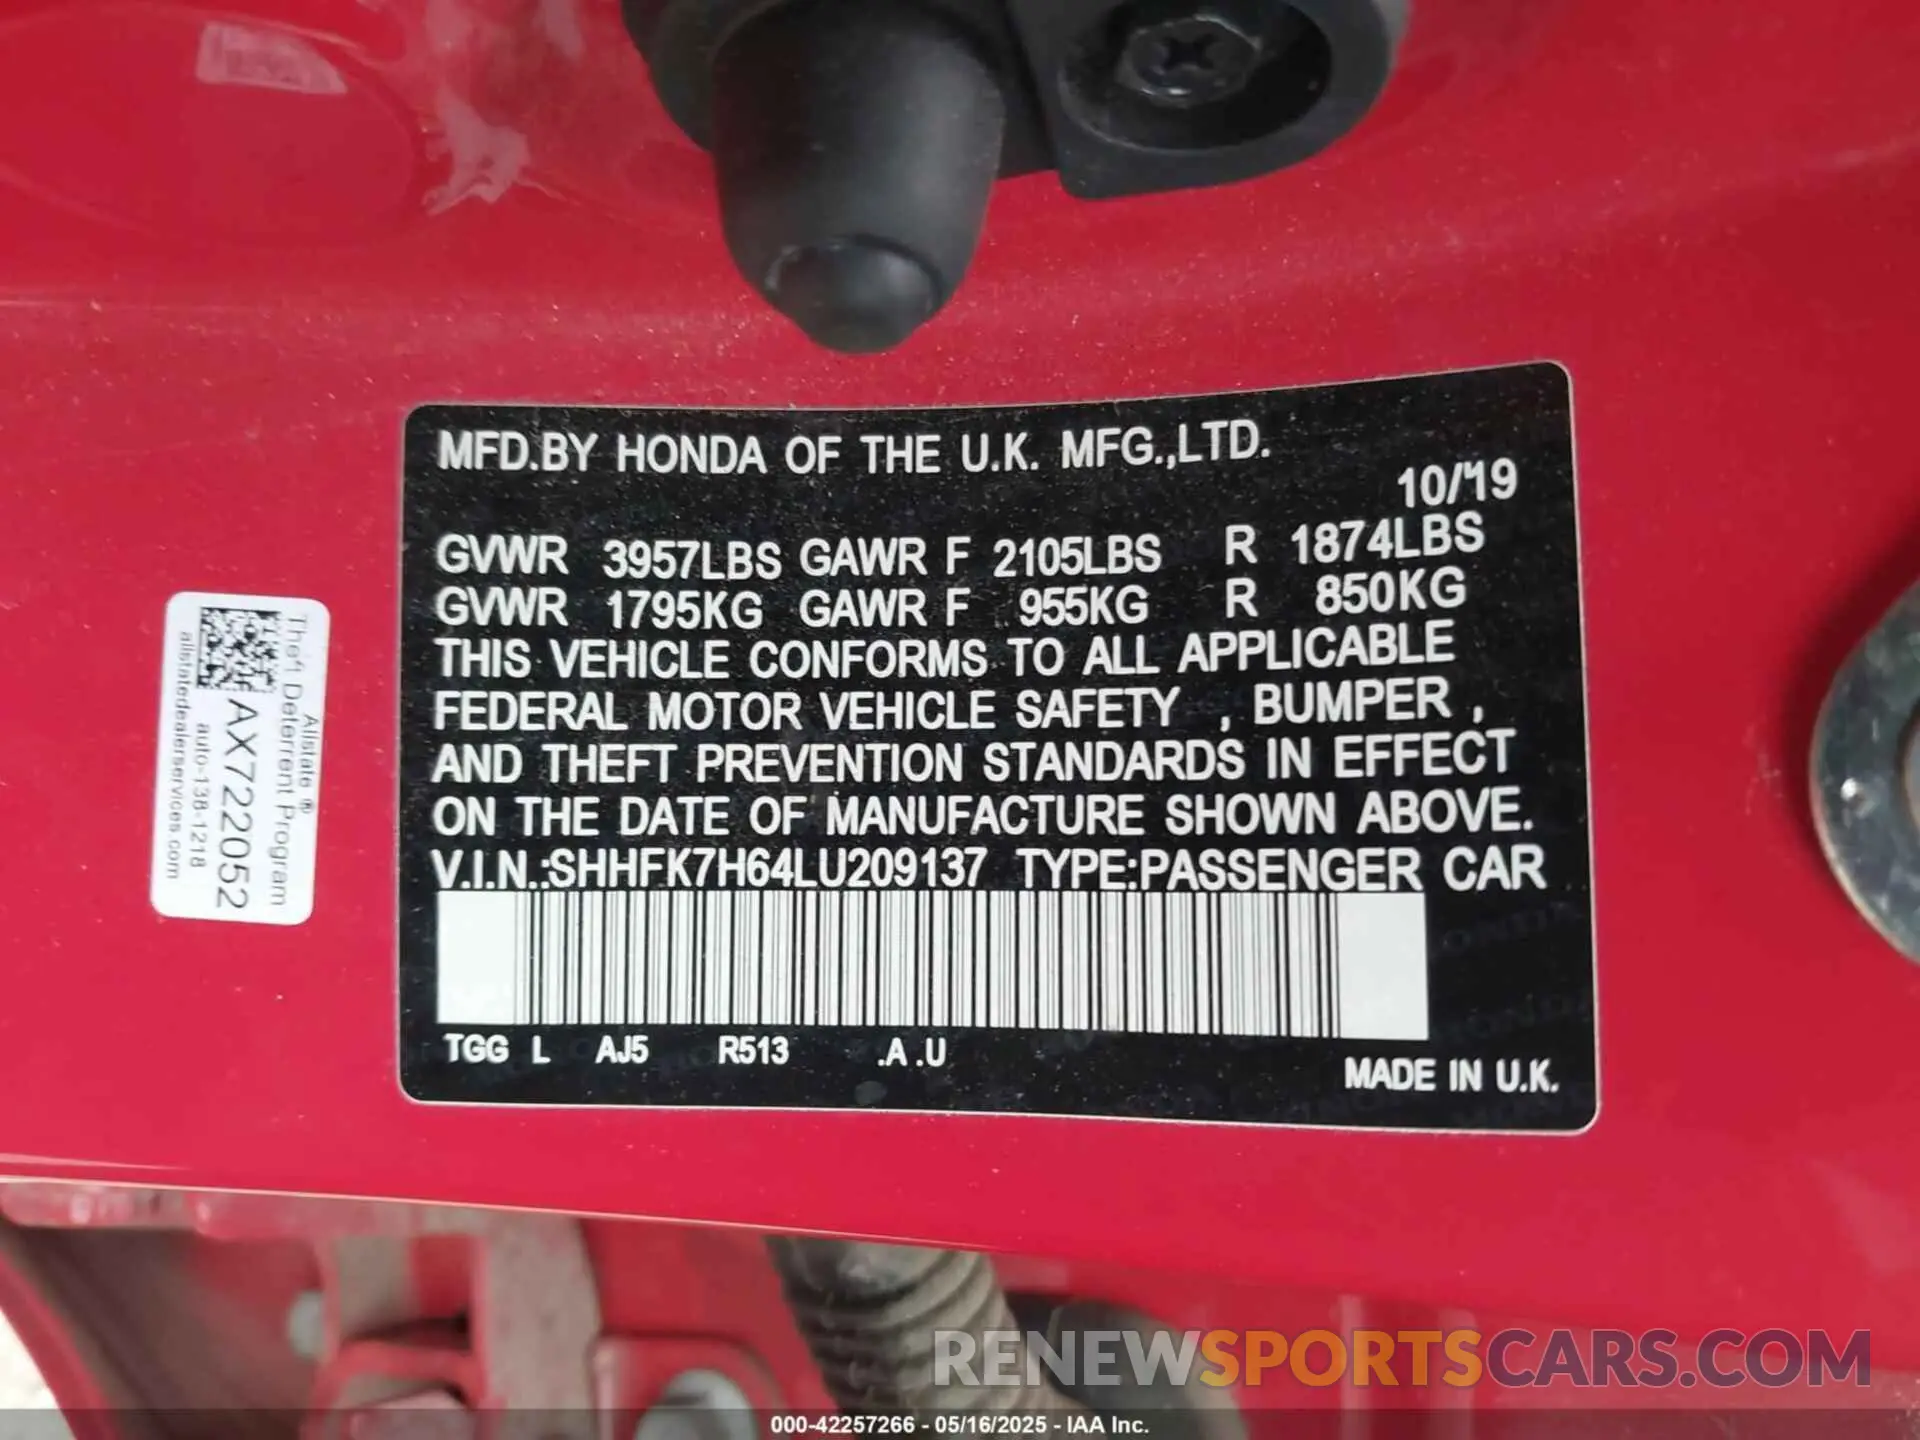 MFD.BY HONDA OF THE U.K. MFG.,LTD.
10/'19
GVWR 3957LBS GAWR F 2105LBS R 1874LBS
GVWR 1795KG GAWR F 955KG R 850KG
THIS VEHICLE CONFORMS TO ALL APPLICABLE
FEDERAL MOTOR VEHICLE SAFETY , BUMPER ,
AND THEFT PREVENTION STANDARDS IN EFFECT
ON THE DATE OF MANUFACTURE SHOWN ABOVE.
V.I.N.:SHHFK7H64LU209137 TYPE:PASSENGER CAR
TGG L AJ5 R513 .A .U
MADE IN U.K.
Allstate ®
Theft Deterrent Program
AX722052
auto-138-1218
allstatedealerservices.com
RENEWSPORTSCARS.COM
000-42257266 - 05/16/2025 - IAA Inc.